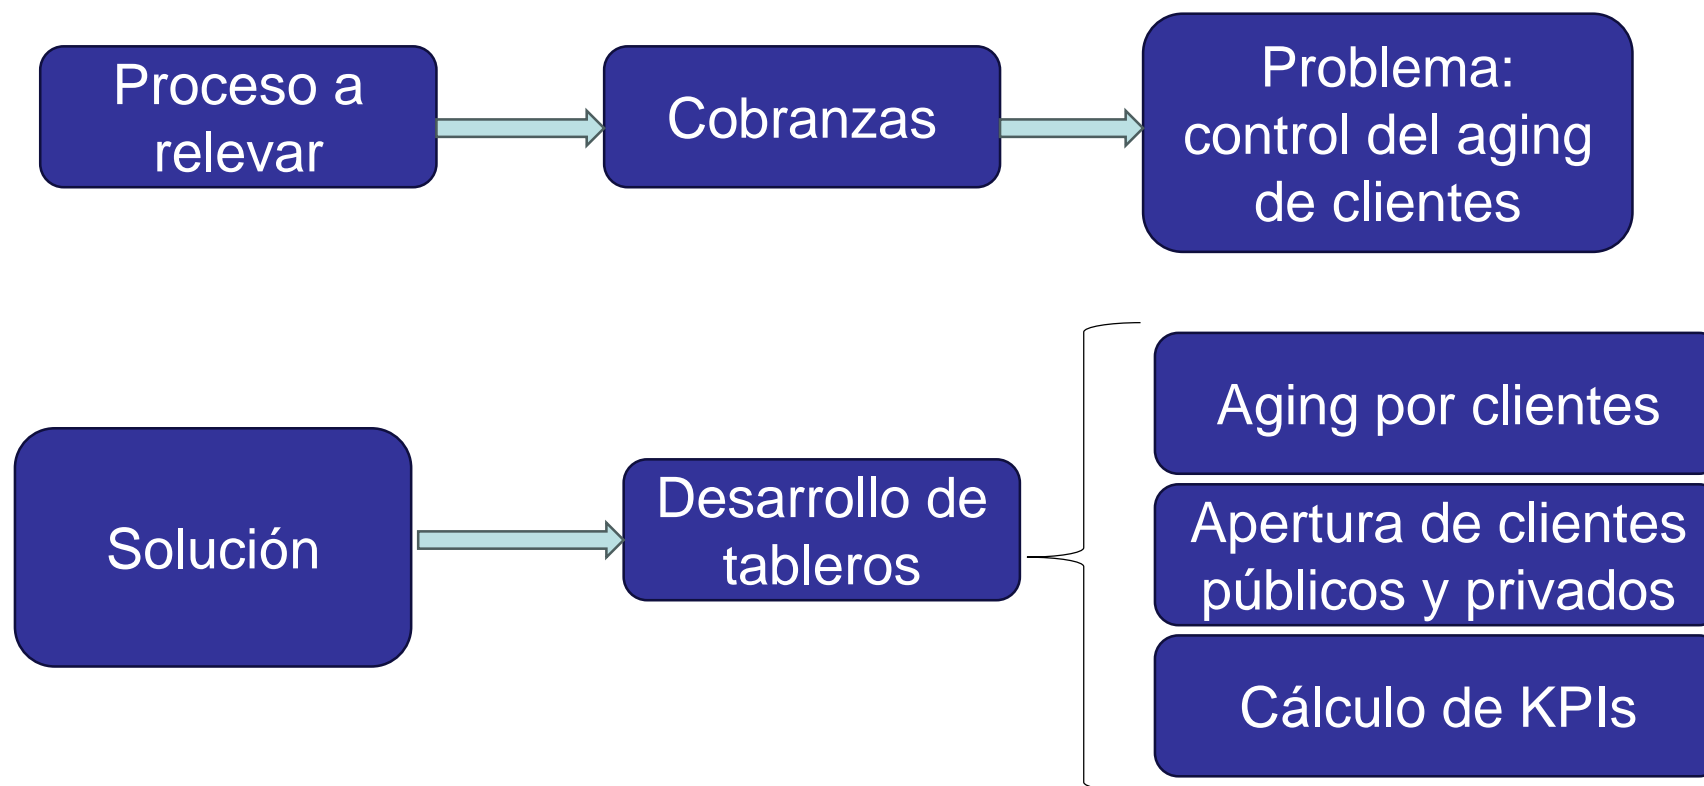 Proceso a
relevar
Cobranzas
Problema:
control del aging
de clientes
Solución
Desarrollo de
tableros
Aging por clientes
Apertura de clientes
públicos y privados
Cálculo de KPIs